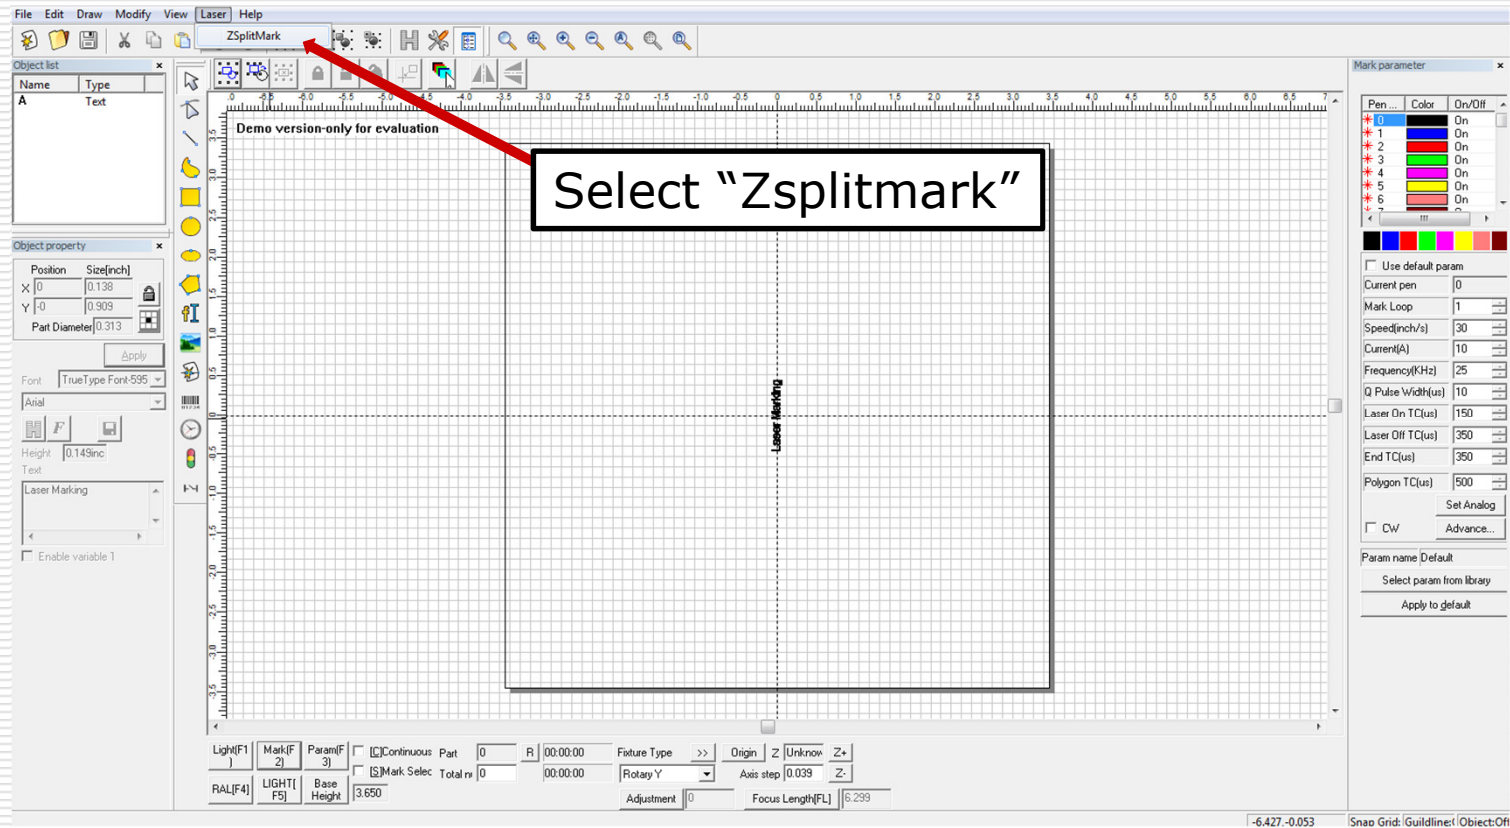 File Edit Draw Modify View Laser Help
ZSplitMark
Object list
Name Type
A Text
Demo version-only for evaluation
Select “Zsplitmark”
Laser Marking
Object property
Position Size[inch]
X 0 0.138
Y -0 0.909
Part Diameter 0.313
Apply
Font TrueType Font-595
Arial
Height 0.149inc
Text
Laser Marking
Enable variable 1
Light(F1) Mark(F2) Param(F3) [C]Continuous Part 0 R 00:00:00 Fixture Type >> Origin Z Unknow Z+
[S]Mark Selec Total nu 0 00:00:00 Rotary Y Axis step 0.039 Z-
RAL[F4] LIGHT[F5] Base Height 3.650 Adjustment 0 Focus Length[FL] 6.299
Mark parameter
Pen ... Color On/Off
0 On
1 On
2 On
3 On
4 On
5 On
6 On
Use default param
Current pen 0
Mark Loop 1
Speed(inch/s) 30
Current(A) 10
Frequency(KHz) 25
Q Pulse Width(us) 10
Laser On TC(us) 150
Laser Off TC(us) 350
End TC(us) 350
Polygon TC(us) 500
Set Analog
CW Advance...
Param name Default
Select param from library
Apply to default
-6.427,-0.053 Snap Grid: Guildline:( Object:Off